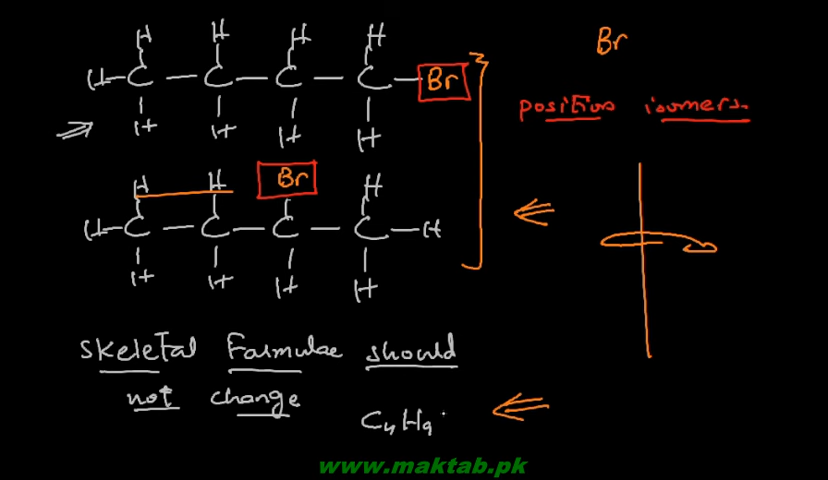 H H H H
H-C-C-C-C-Br
H H H H
Br
position isomers
H H Br H
H-C-C-C-C-H
H H H H
Skeletal Formulae should
not change
C4H9
www.maktab.pk